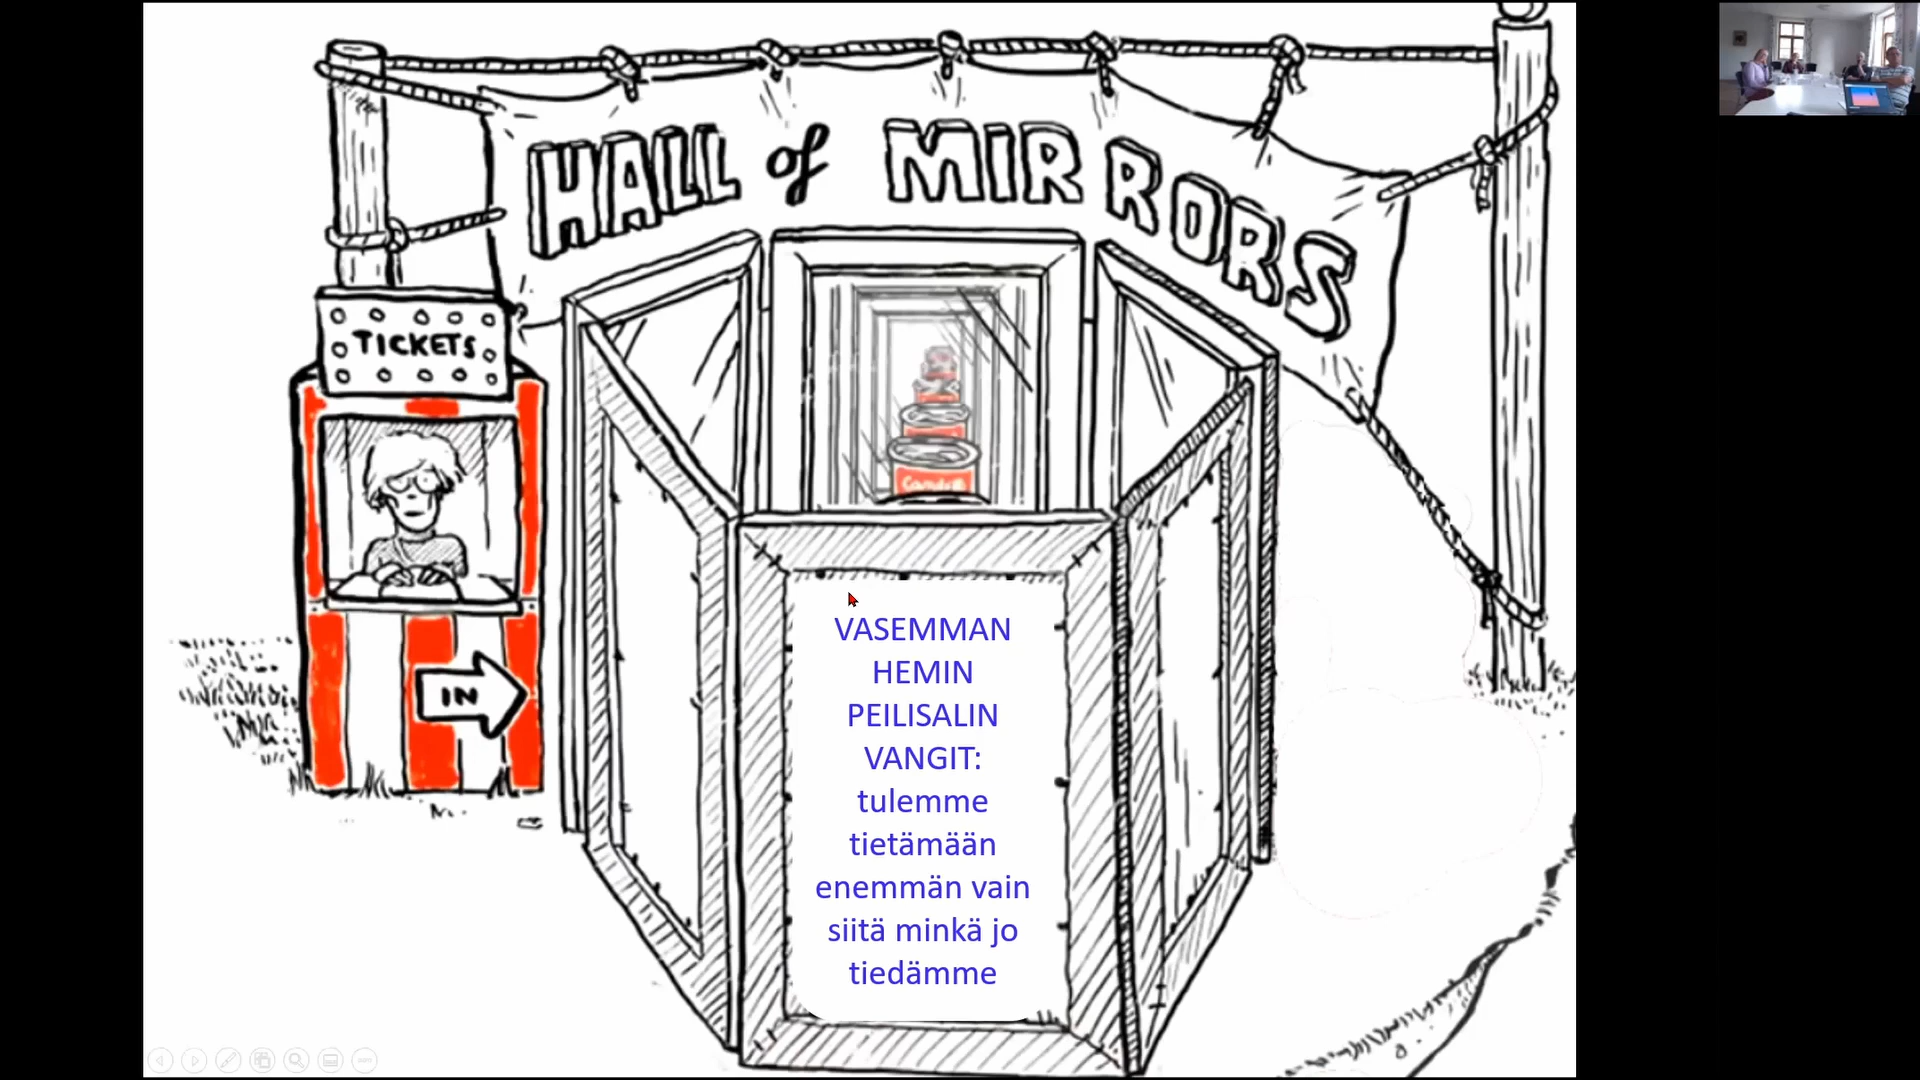 HALL of MIRRORS
TICKETS
IN
VASEMMAN
HEMIN
PEILISALIN
VANGIT:
tulemme
tietämään
enemmän vain
siitä minkä jo
tiedämme